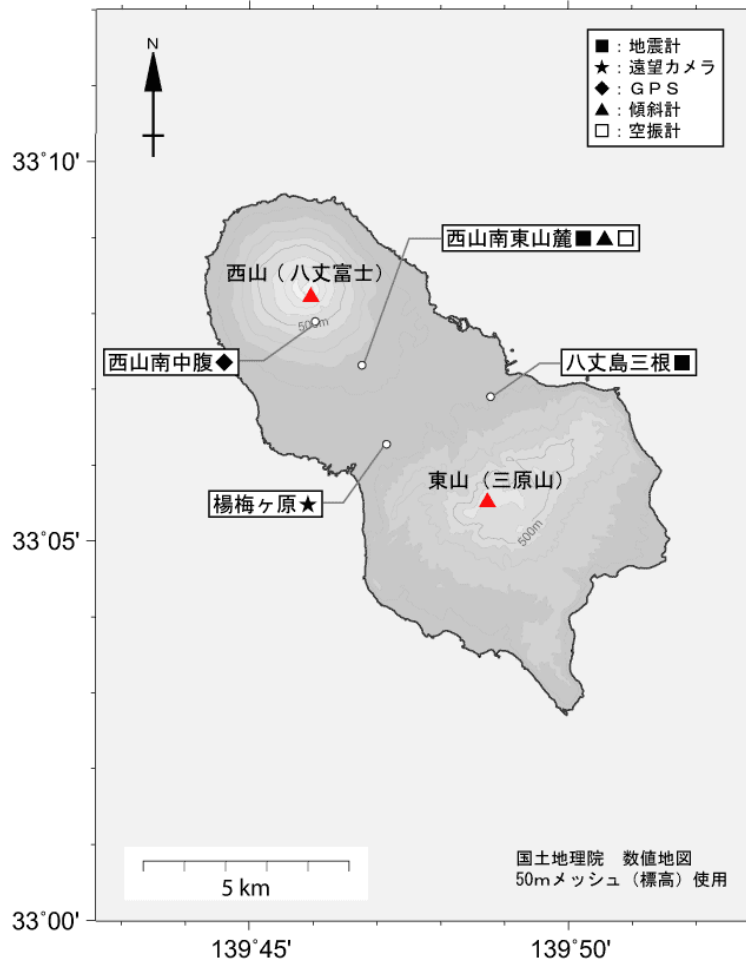 N
■：地震計
★：遠望カメラ
◆：ＧＰＳ
▲：傾斜計
□：空振計
33˚10'
西山南東山麓■▲□
西山（八丈富士）
500m
西山南中腹◆
八丈島三根■
東山（三原山）
楊梅ヶ原★
500m
33˚05'
5 km
国土地理院　数値地図
50mメッシュ（標高）使用
33˚00'
139˚45'
139˚50'